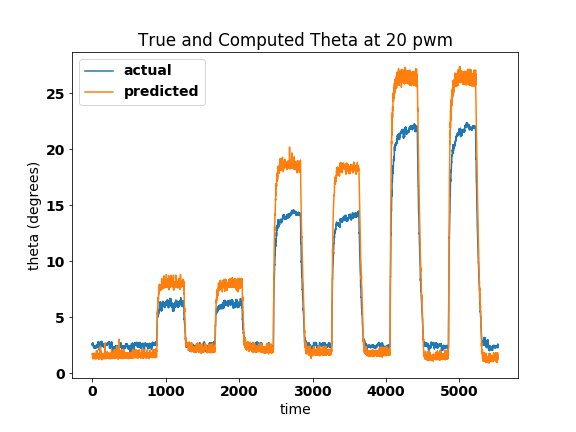 True and Computed Theta at 20 pwm
actual
predicted
theta (degrees)
25
20
15
10
5
0
0 1000 2000 3000 4000 5000
time